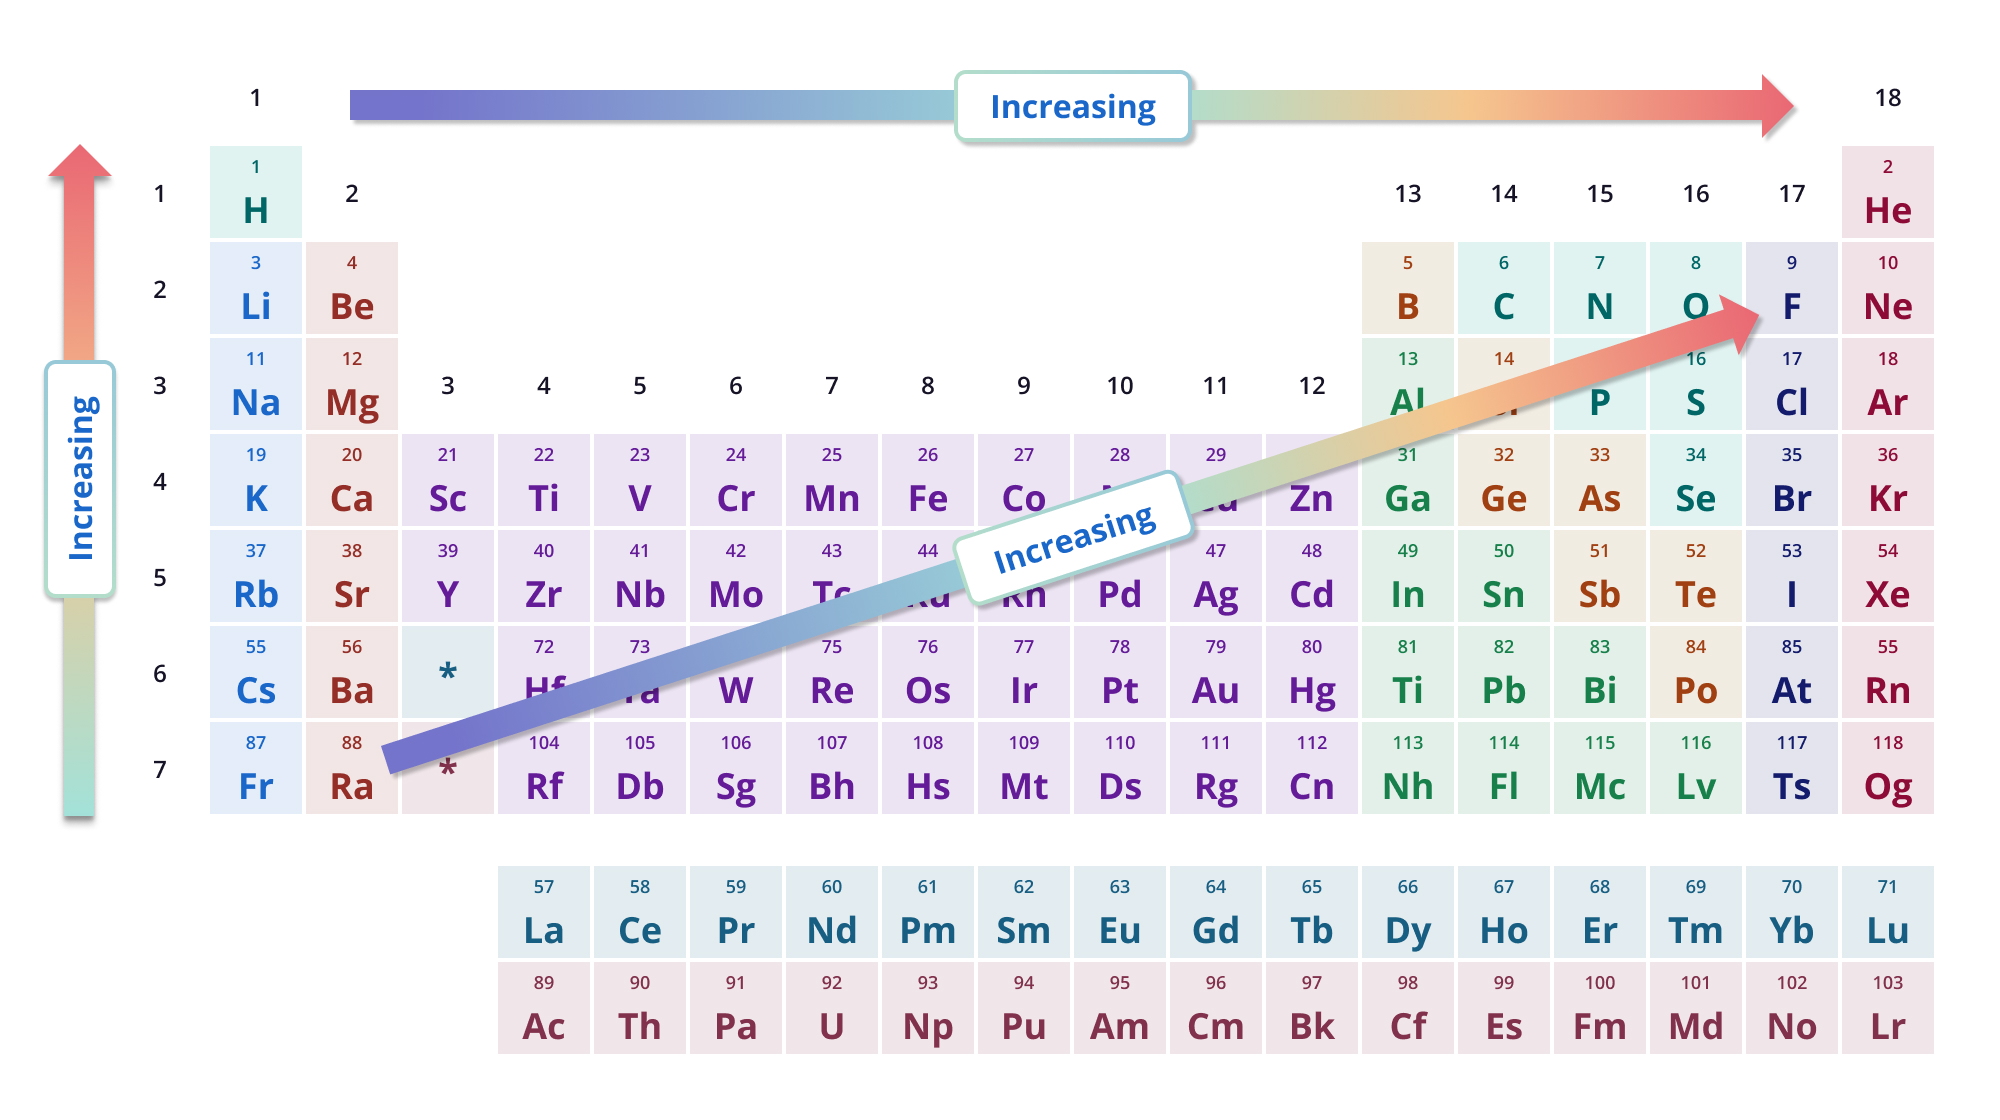 1 Increasing 18
1 2
1 2 13 14 15 16 17
H He
3 4 5 6 7 8 9 10
2
Li Be B C N O F Ne
11 12 13 14 16 17 18
3 3 4 5 6 7 8 9 10 11 12
Na Mg Al P S Cl Ar
19 20 21 22 23 24 25 26 27 28 29 31 32 33 34 35 36
4
K Ca Sc Ti V Cr Mn Fe Co Zn Ga Ge As Se Br Kr
Increasing
Increasing
37 38 39 40 41 42 43 44 47 48 49 50 51 52 53 54
5
Rb Sr Y Zr Nb Mo Tc Ru Rh Pd Ag Cd In Sn Sb Te I Xe
55 56 72 73 75 76 77 78 79 80 81 82 83 84 85 55
6 *
Cs Ba Hf Ta W Re Os Ir Pt Au Hg Ti Pb Bi Po At Rn
87 88 104 105 106 107 108 109 110 111 112 113 114 115 116 117 118
7 *
Fr Ra Rf Db Sg Bh Hs Mt Ds Rg Cn Nh Fl Mc Lv Ts Og
57 58 59 60 61 62 63 64 65 66 67 68 69 70 71
La Ce Pr Nd Pm Sm Eu Gd Tb Dy Ho Er Tm Yb Lu
89 90 91 92 93 94 95 96 97 98 99 100 101 102 103
Ac Th Pa U Np Pu Am Cm Bk Cf Es Fm Md No Lr